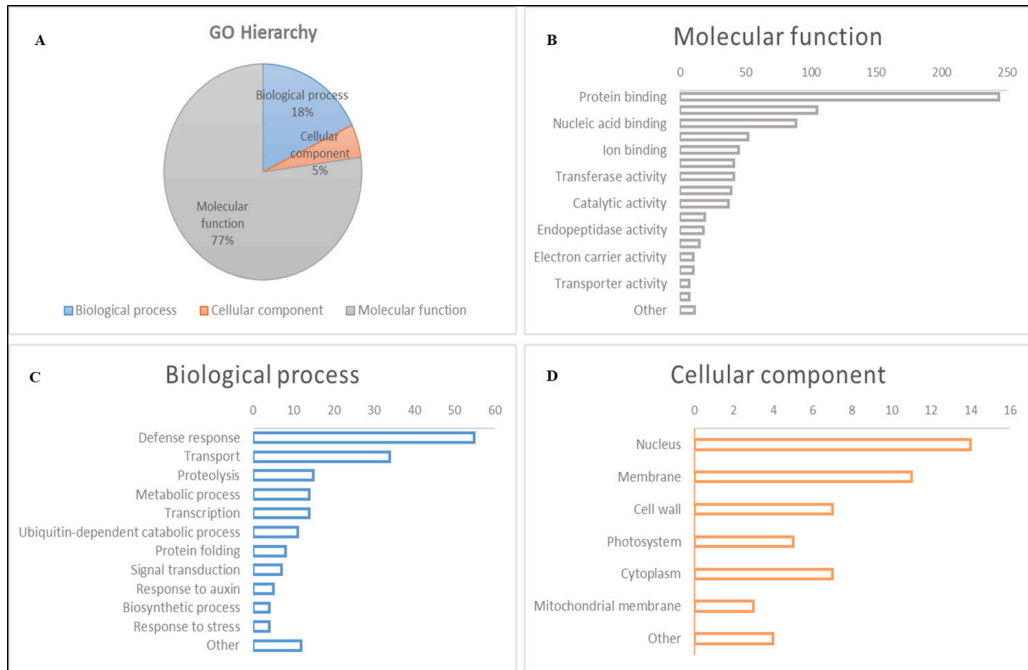 A
GO Hierarchy
Biological process
18%
Cellular
component
5%
Molecular
function
77%
Biological process
Cellular component
Molecular function
B
Molecular function
0
50
100
150
200
250
Protein binding
Nucleic acid binding
Ion binding
Transferase activity
Catalytic activity
Endopeptidase activity
Electron carrier activity
Transporter activity
Other
C
Biological process
0
10
20
30
40
50
60
Defense response
Transport
Proteolysis
Metabolic process
Transcription
Ubiquitin-dependent catabolic process
Protein folding
Signal transduction
Response to auxin
Biosynthetic process
Response to stress
Other
D
Cellular component
0
2
4
6
8
10
12
14
16
Nucleus
Membrane
Cell wall
Photosystem
Cytoplasm
Mitochondrial membrane
Other